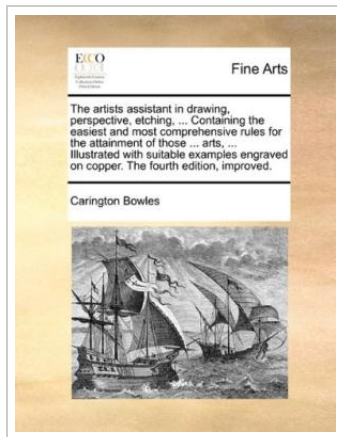 ECCO
Fine Arts
The artists assistant in drawing,
perspective, etching, ... Containing the
easiest and most comprehensive rules for
the attainment of those ... arts, ...
Illustrated with suitable examples engraved
on copper. The fourth edition, improved.
Carington Bowles